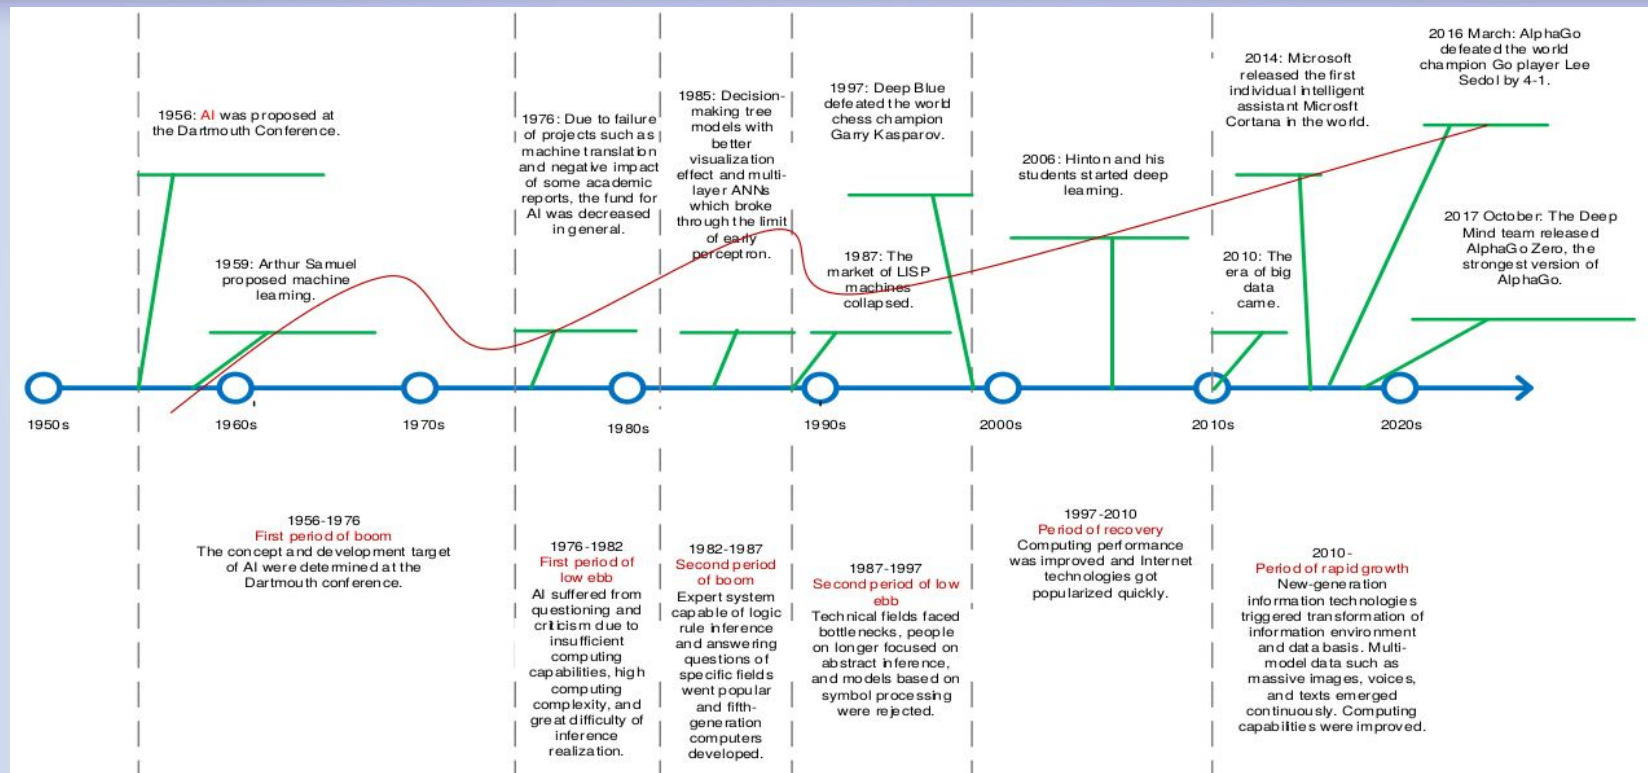 1956: AI was proposed at
the Dartmouth Conference.
1959: Arthur Samuel
proposed machine
learning.
1976: Due to failure
of projects such as
machine translation
and negative impact
of some academic
reports, the fund for
AI was decreased
in general.
1985: Decision-
making tree
models with
better
visualization
effect and multi-
layer ANNs
which broke
through the limit
of early
perceptron.
1997: Deep Blue
defeated the world
chess champion
Garry Kasparov.
1987: The
market of LISP
machines
collapsed.
2006: Hinton and his
students started deep
learning.
2014: Microsoft
released the first
individual intelligent
assistant Microsft
Cortana in the world.
2010: The
era of big
data
came.
2016 March: AlphaGo
defeated the world
champion Go player Lee
Sedol by 4-1.
2017 October: The Deep
Mind team released
AlphaGo Zero, the
strongest version of
AlphaGo.
1950s
1960s
1970s
1980s
1990s
2000s
2010s
2020s
1956-1976
First period of boom
The concept and development target
of AI were determined at the
Dartmouth conference.
1976-1982
First period of
low ebb
AI suffered from
questioning and
criticism due to
insufficient
computing
capabilities, high
computing
complexity, and
great difficulty of
inference
realization.
1982-1987
Second period
of boom
Expert system
capable of logic
rule inference
and answering
questions of
specific fields
went popular
and fifth-
generation
computers
developed.
1987-1997
Second period of low
ebb
Technical fields faced
bottlenecks, people
on longer focused on
abstract inference,
and models based on
symbol processing
were rejected.
1997-2010
Period of recovery
Computing performance
was improved and Internet
technologies got
popularized quickly.
2010-
Period of rapid growth
New-generation
information technologies
triggered transformation of
information environment
and data basis. Multi-
model data such as
massive images, voices,
and texts emerged
continuously. Computing
capabilities were improved.